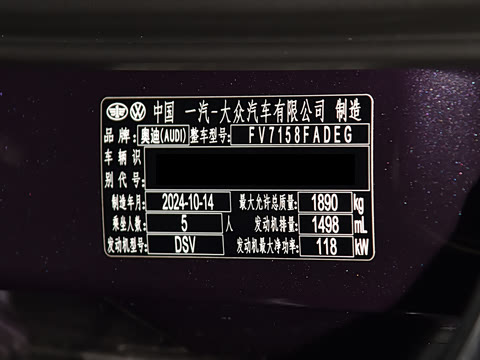 中国 一汽-大众汽车有限公司 制造
品牌: 奥迪(AUDI) 整车型号: FV7158FADEG
车辆识
别代号:
制造年月: 2024-10-14 最大允许总质量: 1890 kg
乘坐人数: 5 人 发动机排量: 1498 mL
发动机型号: DSV 发动机最大净功率: 118 kW